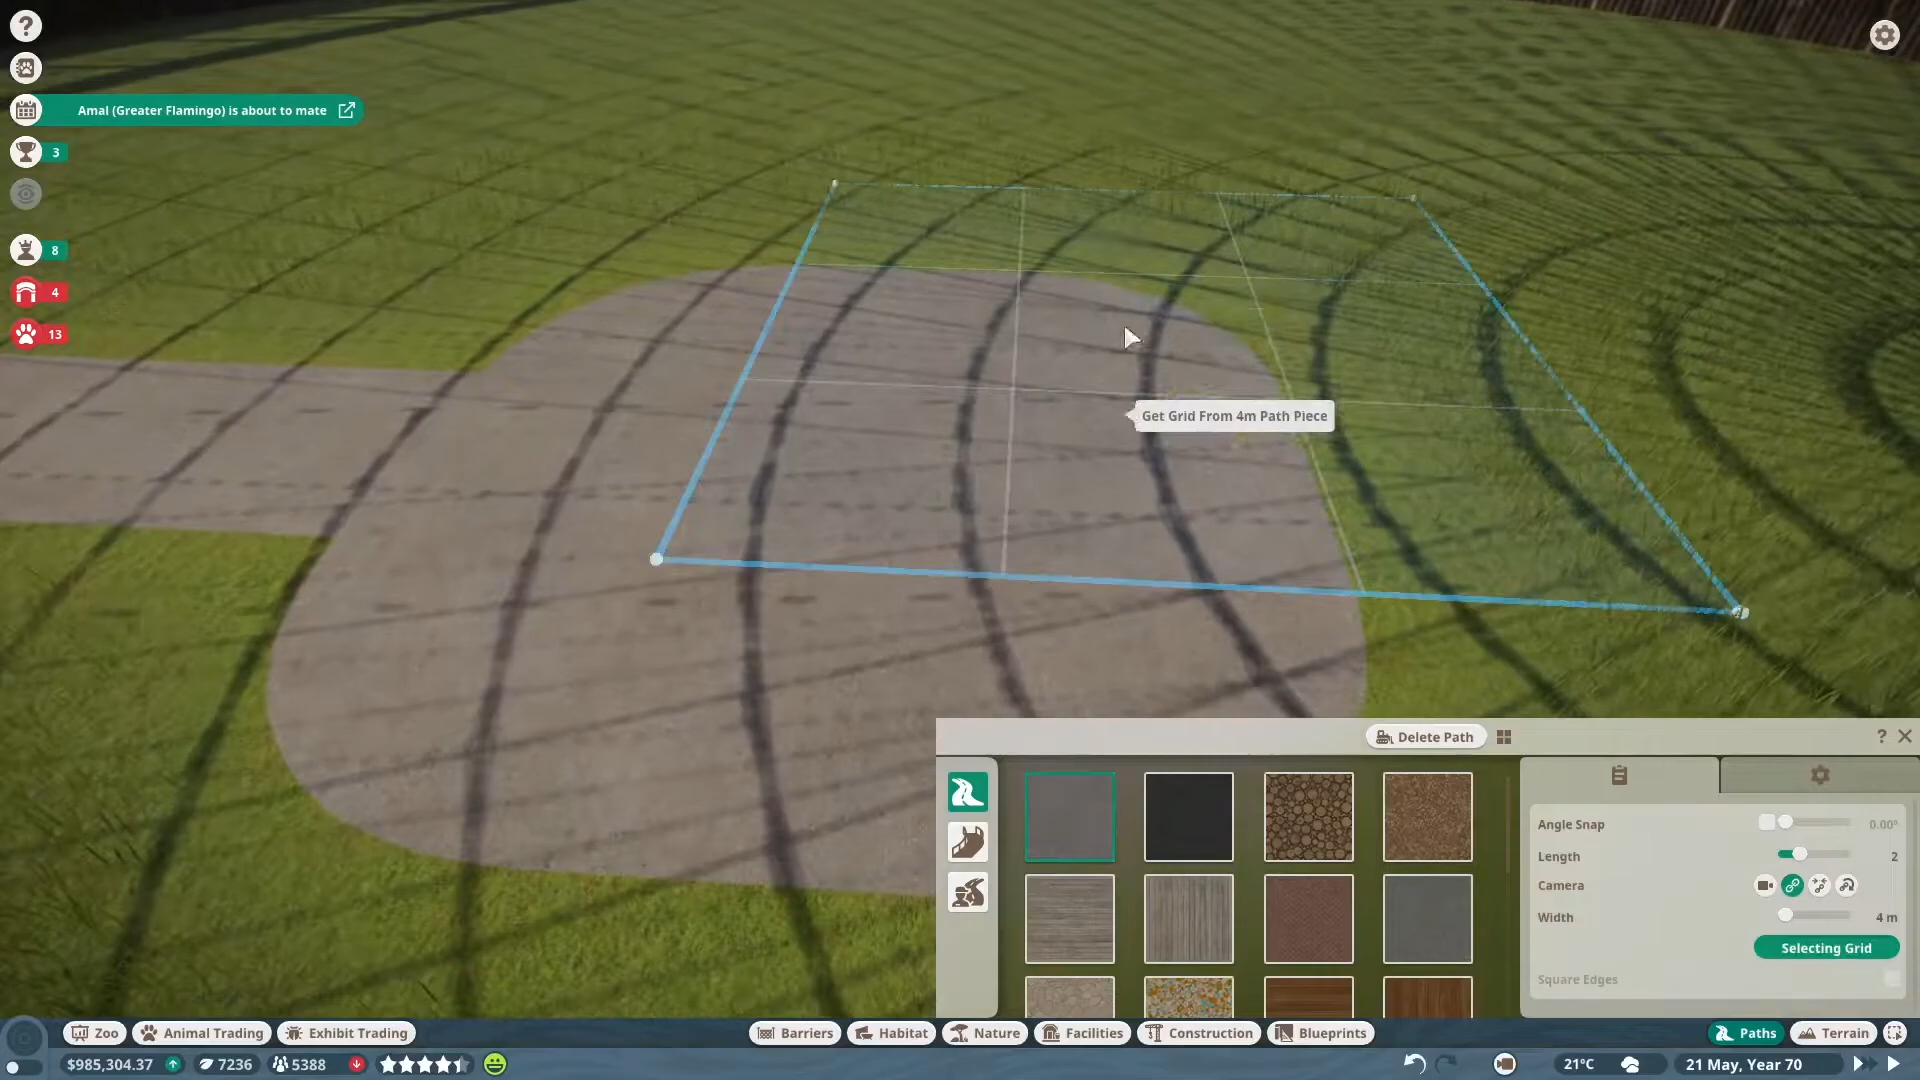 ?
Amal (Greater Flamingo) is about to mate
3
8
4
13
Get Grid From 4m Path Piece
Delete Path
?
Angle Snap 0.00°
Length 2
Camera
Width 4 m
Selecting Grid
Square Edges
Zoo Animal Trading Exhibit Trading Barriers Habitat Nature Facilities Construction Blueprints Paths Terrain
$985,304.37 7236 5388 21°C 21 May, Year 70